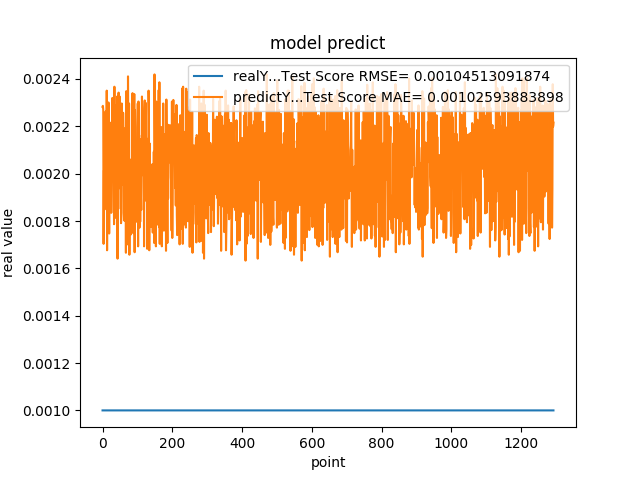 model predict
realY...Test Score RMSE= 0.00104513091874
predictY...Test Score MAE= 0.00102593883898
real value
0.0024
0.0022
0.0020
0.0018
0.0016
0.0014
0.0012
0.0010
0 200 400 600 800 1000 1200
point